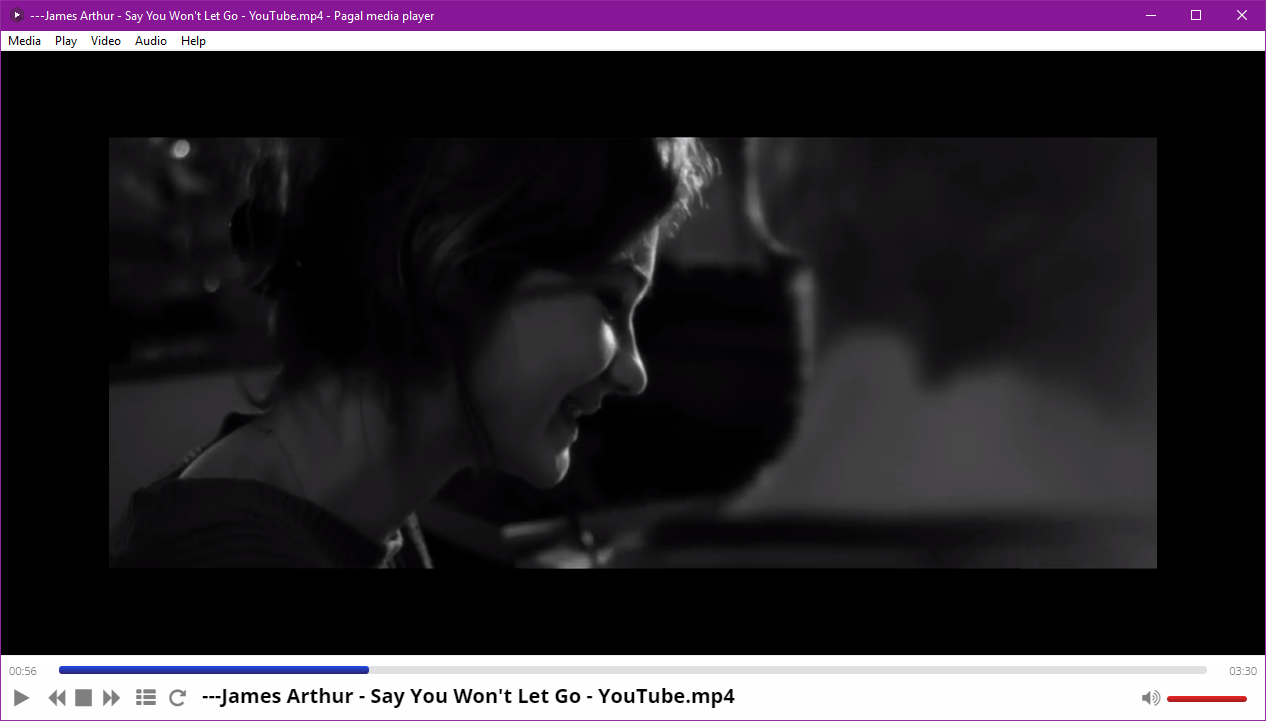 ---James Arthur - Say You Won't Let Go - YouTube.mp4 - Pagal media player
Media Play Video Audio Help
00:56 03:30
---James Arthur - Say You Won't Let Go - YouTube.mp4